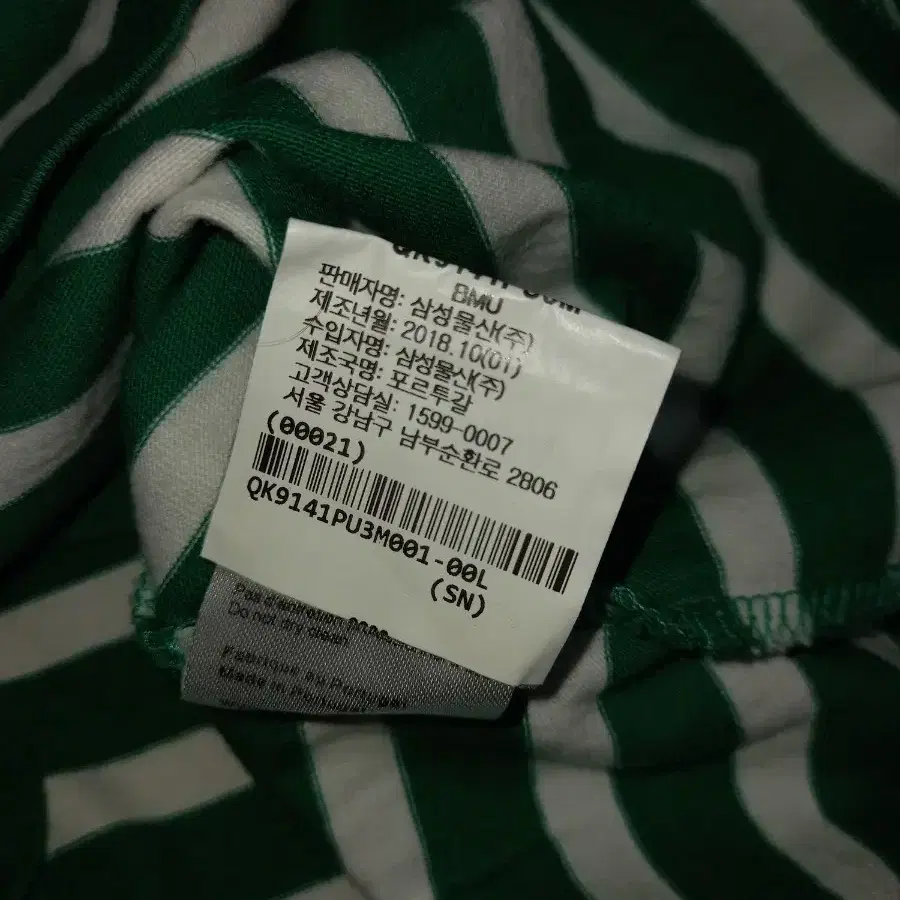 BMU
판매자명: 삼성물산(주)
제조년월: 2018.10(01)
수입자명: 삼성물산(주)
제조국명: 포르투갈
고객상담실: 1599-0007
서울 강남구 남부순환로 2806
(00021)
QK9141PU3M001-00L
(SN)
Do not dry clean
Fabriqué au Portugal
Made in Portugal